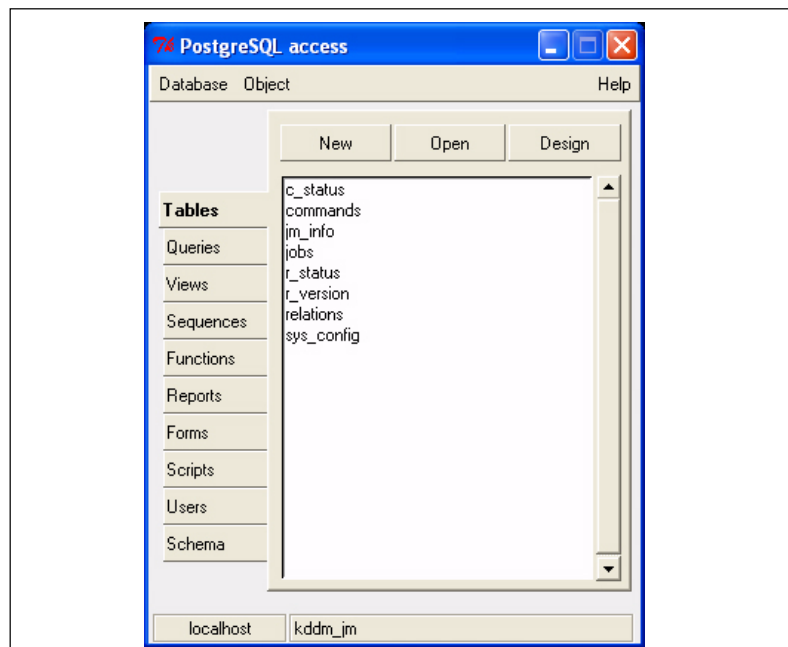 PostgreSQL access
Database Object Help
New Open Design
Tables
Queries
Views
Sequences
Functions
Reports
Forms
Scripts
Users
Schema
c_status
commands
jm_info
jobs
r_status
r_version
relations
sys_config
localhost kddm_jm